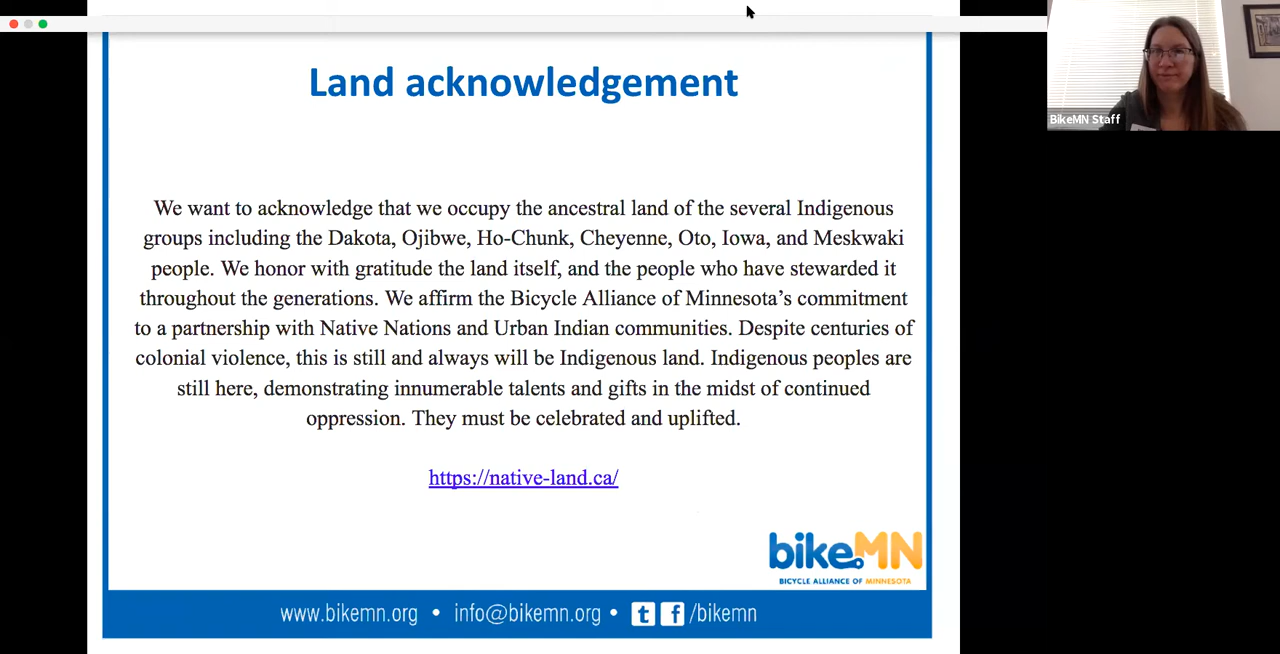 Land acknowledgement
BikeMN Staff
We want to acknowledge that we occupy the ancestral land of the several Indigenous
groups including the Dakota, Ojibwe, Ho-Chunk, Cheyenne, Oto, Iowa, and Meskwaki
people. We honor with gratitude the land itself, and the people who have stewarded it
throughout the generations. We affirm the Bicycle Alliance of Minnesota’s commitment
to a partnership with Native Nations and Urban Indian communities. Despite centuries of
colonial violence, this is still and always will be Indigenous land. Indigenous peoples are
still here, demonstrating innumerable talents and gifts in the midst of continued
oppression. They must be celebrated and uplifted.
https://native-land.ca/
bikeMN
BICYCLE ALLIANCE OF MINNESOTA
www.bikemn.org • info@bikemn.org • t f /bikemn